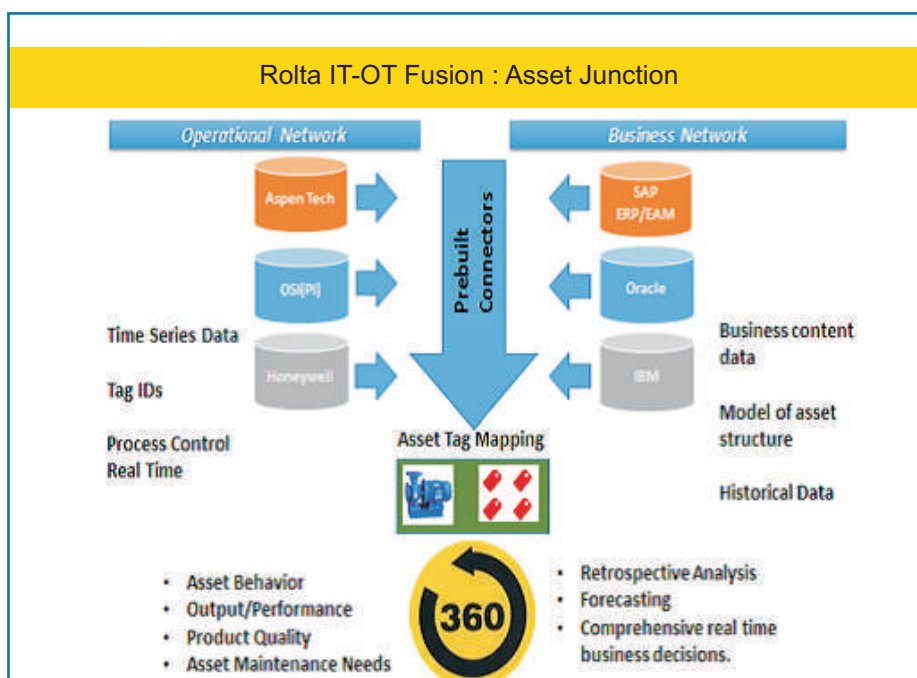 Rolta IT-OT Fusion : Asset Junction
Operational Network
Business Network
Aspen Tech
OSI(PI)
Honeywell
Prebuilt
Connectors
SAP
ERP/EAM
Oracle
IBM
Time Series Data
Tag IDs
Process Control
Real Time
Business content
data
Model of asset
structure
Historical Data
Asset Tag Mapping
360
• Asset Behavior
• Output/Performance
• Product Quality
• Asset Maintenance Needs
• Retrospective Analysis
• Forecasting
• Comprehensive real time
business decisions.